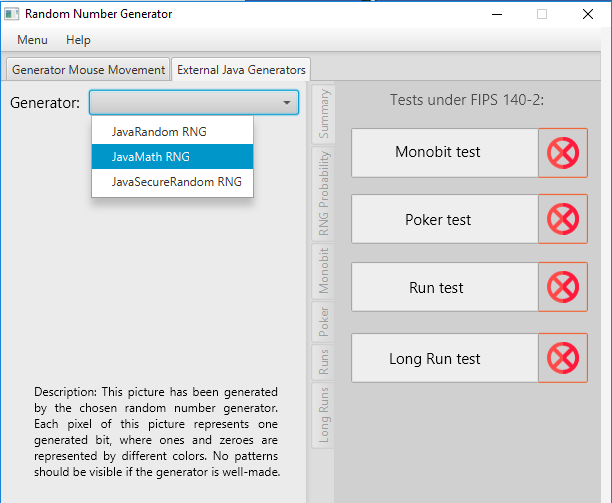 Random Number Generator
Menu Help
Generator Mouse Movement External Java Generators
Generator:
JavaRandom RNG
JavaMath RNG
JavaSecureRandom RNG
Description: This picture has been generated
by the chosen random number generator.
Each pixel of this picture represents one
generated bit, where ones and zeroes are
represented by different colors. No patterns
should be visible if the generator is well-made.
Summary
RNG Probability
Monobit
Poker
Runs
Long Runs
Tests under FIPS 140-2:
Monobit test
Poker test
Run test
Long Run test